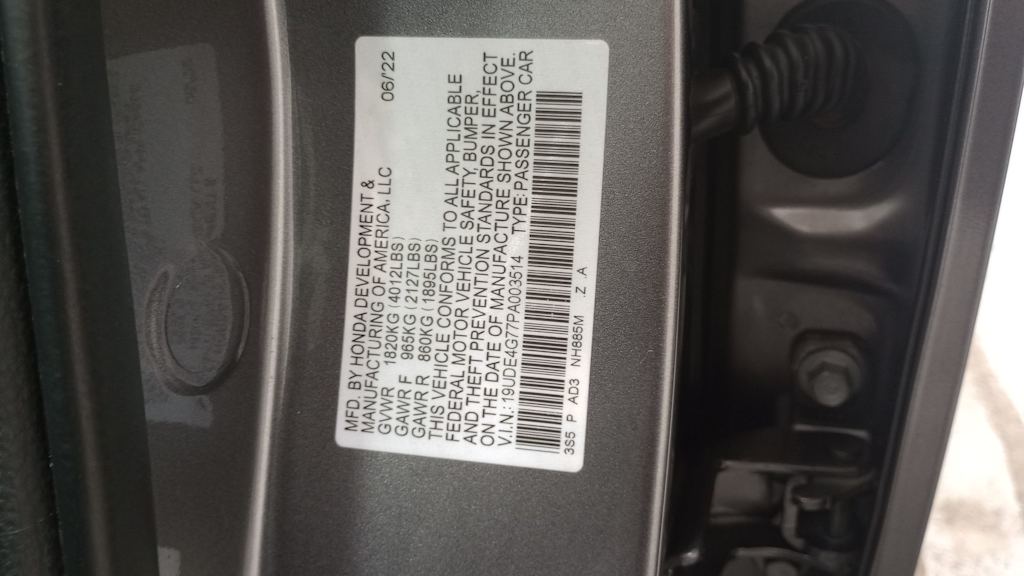 MFD. BY HONDA DEVELOPMENT & 06/22
MANUFACTURING OF AMERICA, LLC
GVWR 1820KG (4012LBS)
GAWR F 965KG (2127LBS)
GAWR R 860KG (1895LBS)
THIS VEHICLE CONFORMS TO ALL APPLICABLE
FEDERAL MOTOR VEHICLE SAFETY, BUMPER,
AND THEFT PREVENTION STANDARDS IN EFFECT
ON THE DATE OF MANUFACTURE SHOWN ABOVE.
V.I.N.: 19UDE4G77PA003514 TYPE: PASSENGER CAR
3S5 P AD3 NH885M .Z .A